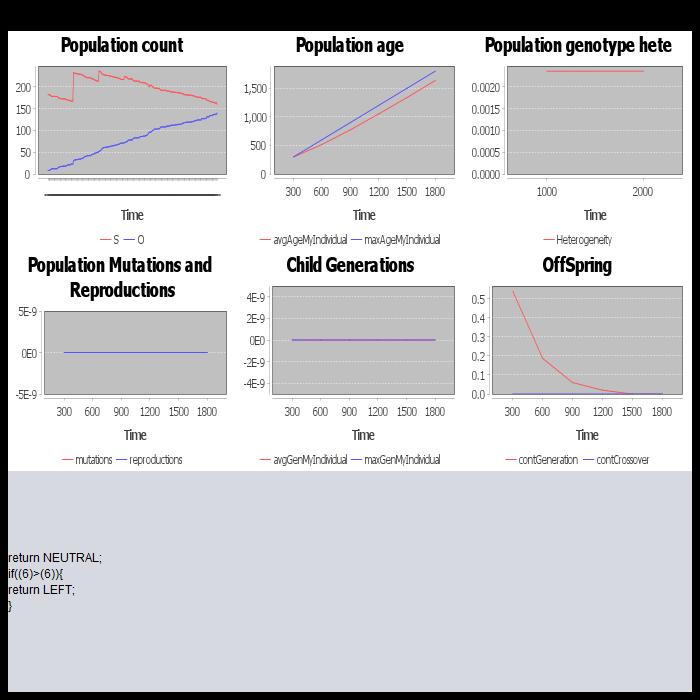 Population count
Population age
Population genotype hete
200
150
100
50
0
Time
S O
1,500
1,000
500
0
300 600 900 1200 1500 1800
Time
avgAgeMyIndividual maxAgeMyIndividual
0.0020
0.0015
0.0010
0.0005
0.0000
1000 2000
Time
Heterogeneity
Population Mutations and
Reproductions
Child Generations
OffSpring
5E-9
0E0
-5E-9
300 600 900 1200 1500 1800
Time
mutations reproductions
4E-9
2E-9
0E0
-2E-9
-4E-9
300 600 900 1200 1500 1800
Time
avgGenMyIndividual maxGenMyIndividual
0.5
0.4
0.3
0.2
0.1
0.0
300 600 900 1200 1500 1800
Time
contGeneration contCrossover
return NEUTRAL;
if((6)>(6)){
return LEFT;
}